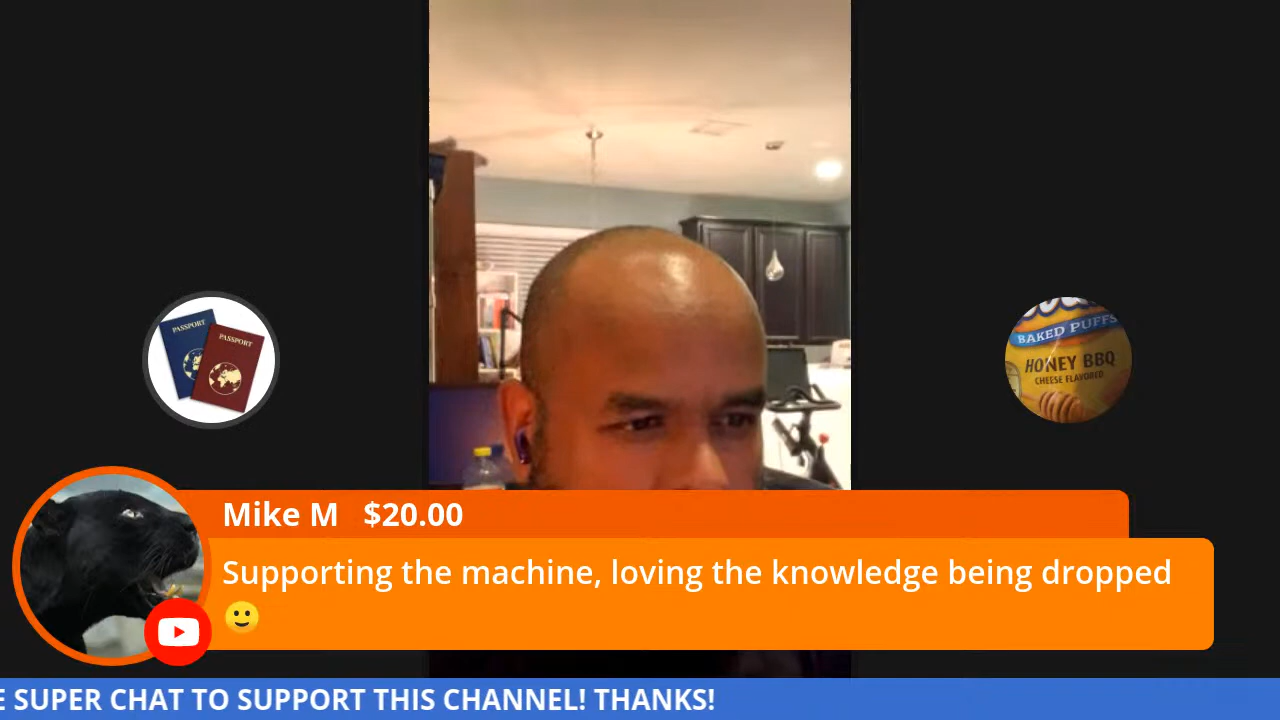 PASSPORT
PASSPORT
BAKED PUFFS
HONEY BBQ
CHEESE FLAVORED
Mike M $20.00
Supporting the machine, loving the knowledge being dropped
🙂
E SUPER CHAT TO SUPPORT THIS CHANNEL! THANKS!